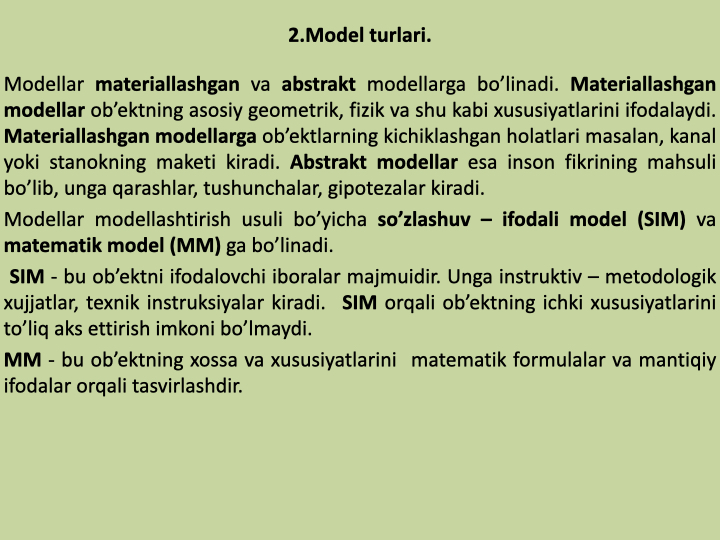 2.Model turlari.
Modellar materiallashgan va abstrakt modellarga bo’linadi. Materiallashgan
modellar ob’ektning asosiy geometrik, fizik va shu kabi xususiyatlarini ifodalaydi.
Materiallashgan modellarga ob’ektlarning kichiklashgan holatlari masalan, kanal
yoki stanokning maketi kiradi. Abstrakt modellar esa inson fikrining mahsuli
bo’lib, unga qarashlar, tushunchalar, gipotezalar kiradi.
Modellar modellashtirish usuli bo’yicha so’zlashuv – ifodali model (SIM) va
matematik model (MM) ga bo’linadi.
SIM - bu ob’ektni ifodalovchi iboralar majmuidir. Unga instruktiv – metodologik
xujjatlar, texnik instruksiyalar kiradi. SIM orqali ob’ektning ichki xususiyatlarini
to’liq aks ettirish imkoni bo’lmaydi.
MM - bu ob’ektning xossa va xususiyatlarini matematik formulalar va mantiqiy
ifodalar orqali tasvirlashdir.